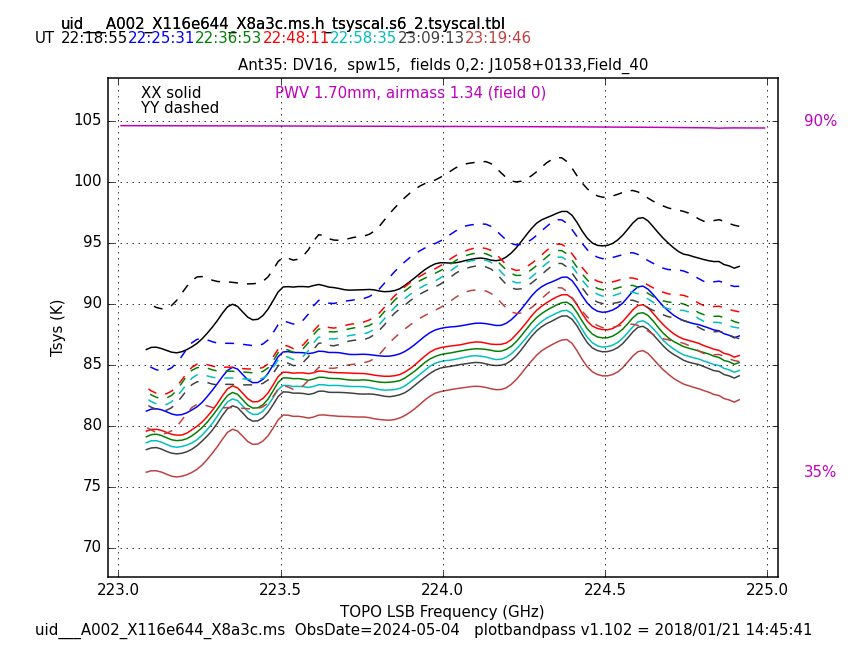 uid___A002_X116e644_X8a3c.ms.h_tsyscal.s6_2.tsyscal.tbl
UT 22:18:55 22:25:31 22:36:53 22:48:11 22:58:35 23:09:13 23:19:46
Ant35: DV16, spw15, fields 0,2: J1058+0133,Field_40
XX solid PWV 1.70mm, airmass 1.34 (field 0)
YY dashed
105 90%
100
95
90
Tsys (K)
85
80
75 35%
70
223.0 223.5 224.0 224.5 225.0
TOPO LSB Frequency (GHz)
uid___A002_X116e644_X8a3c.ms ObsDate=2024-05-04 plotbandpass v1.102 = 2018/01/21 14:45:41